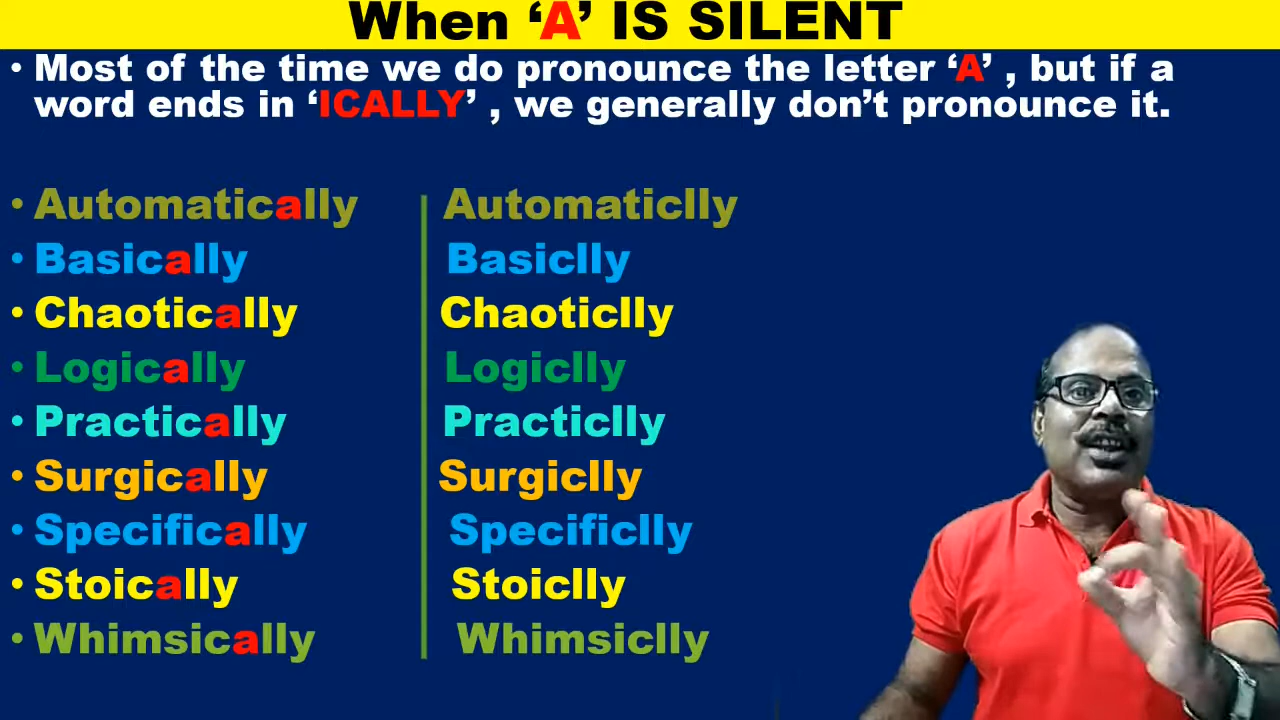 When ‘A’ IS SILENT
• Most of the time we do pronounce the letter ‘A’ , but if a
word ends in ‘ICALLY’ , we generally don’t pronounce it.
• Automatically Automaticlly
• Basically Basiclly
• Chaotically Chaoticlly
• Logically Logiclly
• Practically Practiclly
• Surgically Surgiclly
• Specifically Specificlly
• Stoically Stoiclly
• Whimsically Whimsiclly